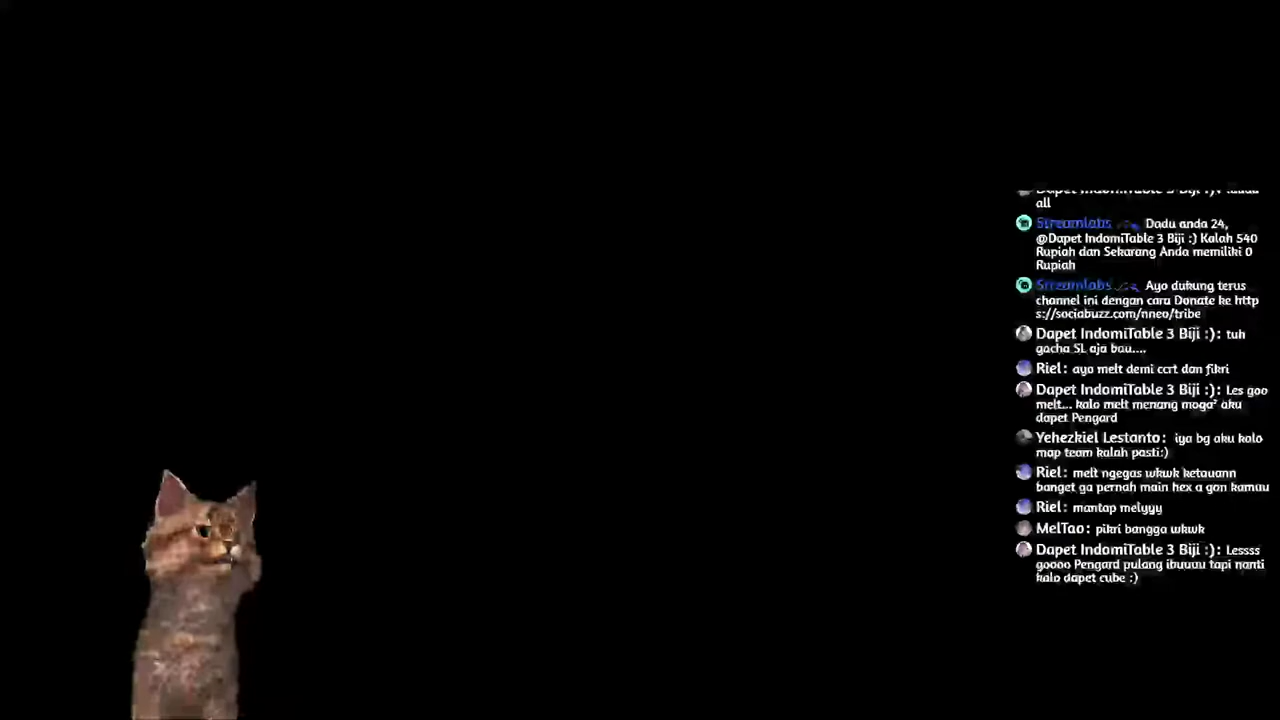 all
Streamlabs Dadu anda 24,
@Dapet IndomiTable 3 Biji :) Kalah 540
Rupiah dan Sekarang Anda memiliki 0
Rupiah
Streamlabs Ayo dukung terus
channel ini dengan cara Donate ke http
s://sociabuzz.com/nneo/tribe
Dapet IndomiTable 3 Biji :): tuh
gacha SL aja bau....
Riel: ayo melt demi ccrt dan fikri
Dapet IndomiTable 3 Biji :): Les goo
melt... kalo melt menang moga² aku
dapet Pengard
Yehezkiel Lestanto: iya bg aku kalo
map team kalah pasti:)
Riel: melt ngegas wkwk ketauann
banget ga pernah main hex a gon kamuu
Riel: mantap melyyy
MelTao: pikri bangga wkwk
Dapet IndomiTable 3 Biji :): Lessss
goooo Pengard pulang ibuuuu tapi nanti
kalo dapet cube :)